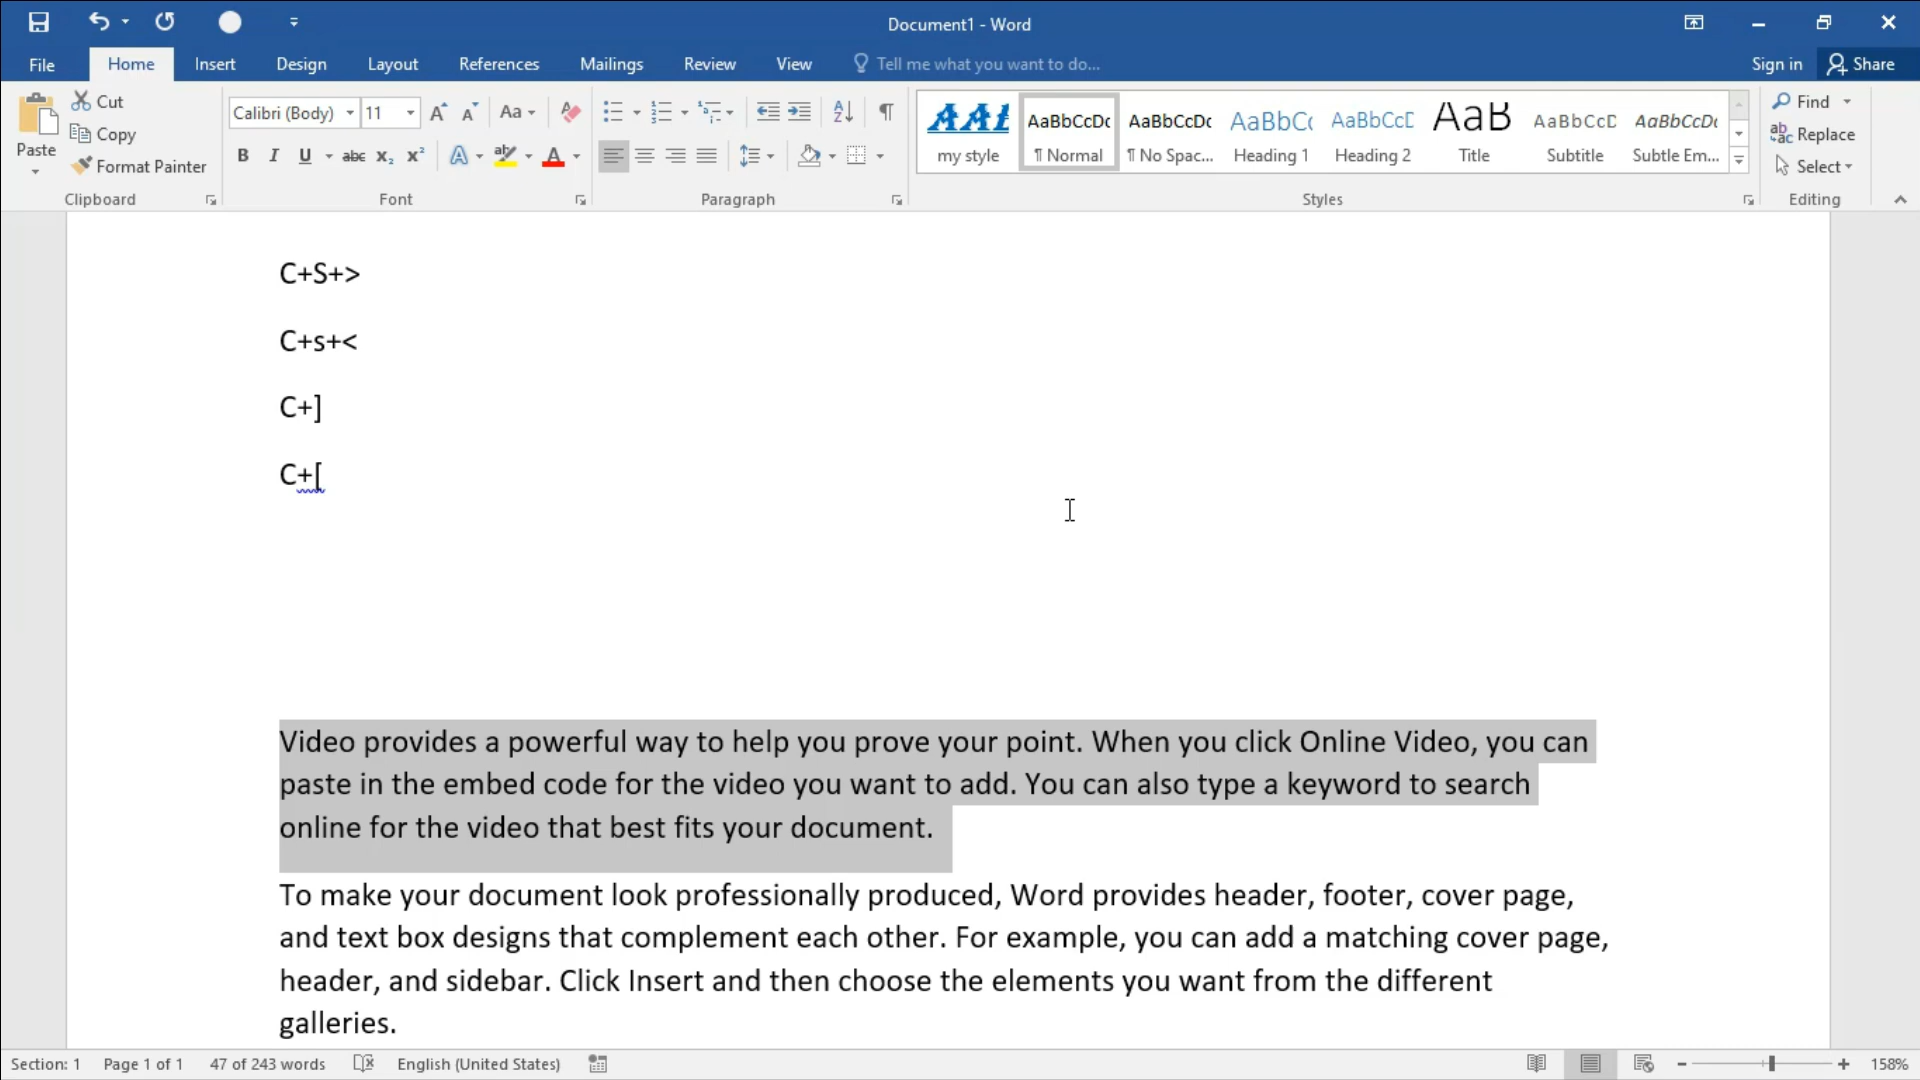 Document1 - Word
File Home Insert Design Layout References Mailings Review View Tell me what you want to do... Sign in Share
Paste
Cut
Copy
Format Painter
Clipboard
Calibri (Body) 11 Aa
B I U abc x₂ x² A ab A
Font
Paragraph
AAI AaBbCcDc AaBbCcDc AaBbCc AaBbCcD AaB AaBbCcD AaBbCcDc
my style ¶ Normal ¶ No Spac... Heading 1 Heading 2 Title Subtitle Subtle Em...
Styles
Find
Replace
Select
Editing
C+S+>
C+s+<
C+]
C+[
Video provides a powerful way to help you prove your point. When you click Online Video, you can
paste in the embed code for the video you want to add. You can also type a keyword to search
online for the video that best fits your document.
To make your document look professionally produced, Word provides header, footer, cover page,
and text box designs that complement each other. For example, you can add a matching cover page,
header, and sidebar. Click Insert and then choose the elements you want from the different
galleries.
Section: 1 Page 1 of 1 47 of 243 words English (United States) 158%